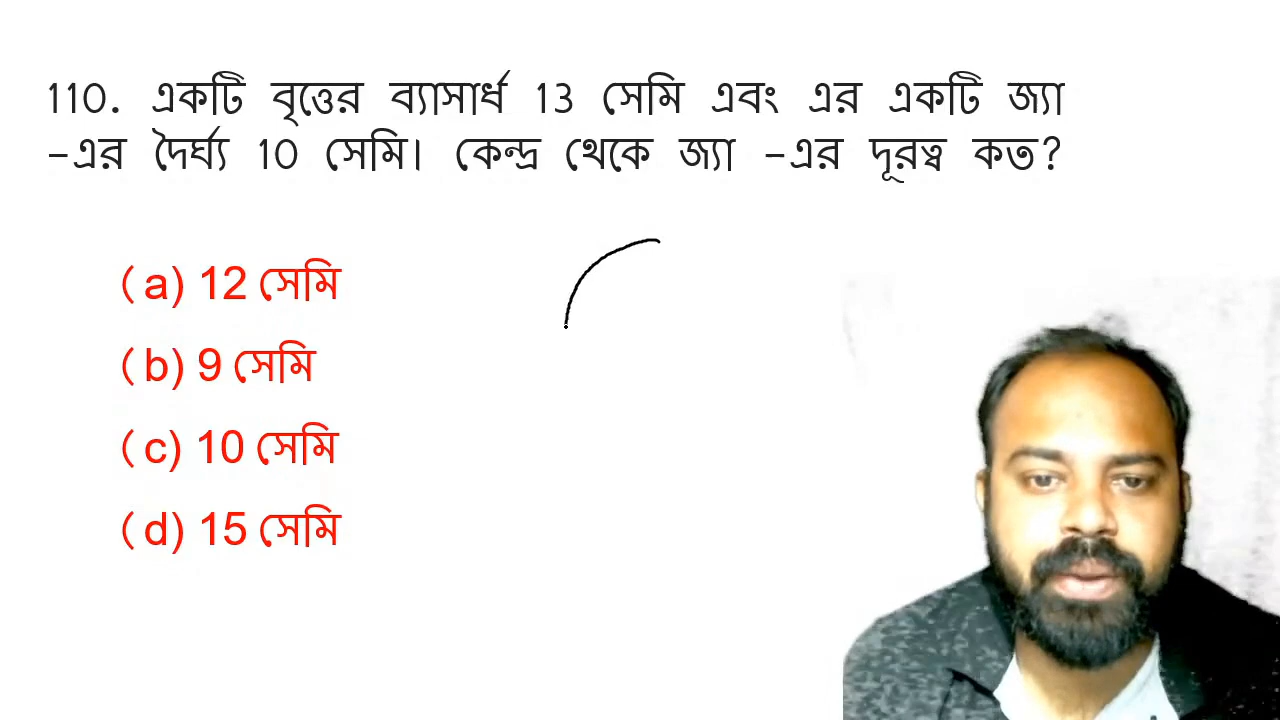 110. একটি বৃত্তের ব্যাসার্ধ 13 সেমি এবং এর একটি জ্যা
-এর দৈর্ঘ্য 10 সেমি। কেন্দ্র থেকে জ্যা -এর দূরত্ব কত?
(a) 12 সেমি
(b) 9 সেমি
(c) 10 সেমি
(d) 15 সেমি